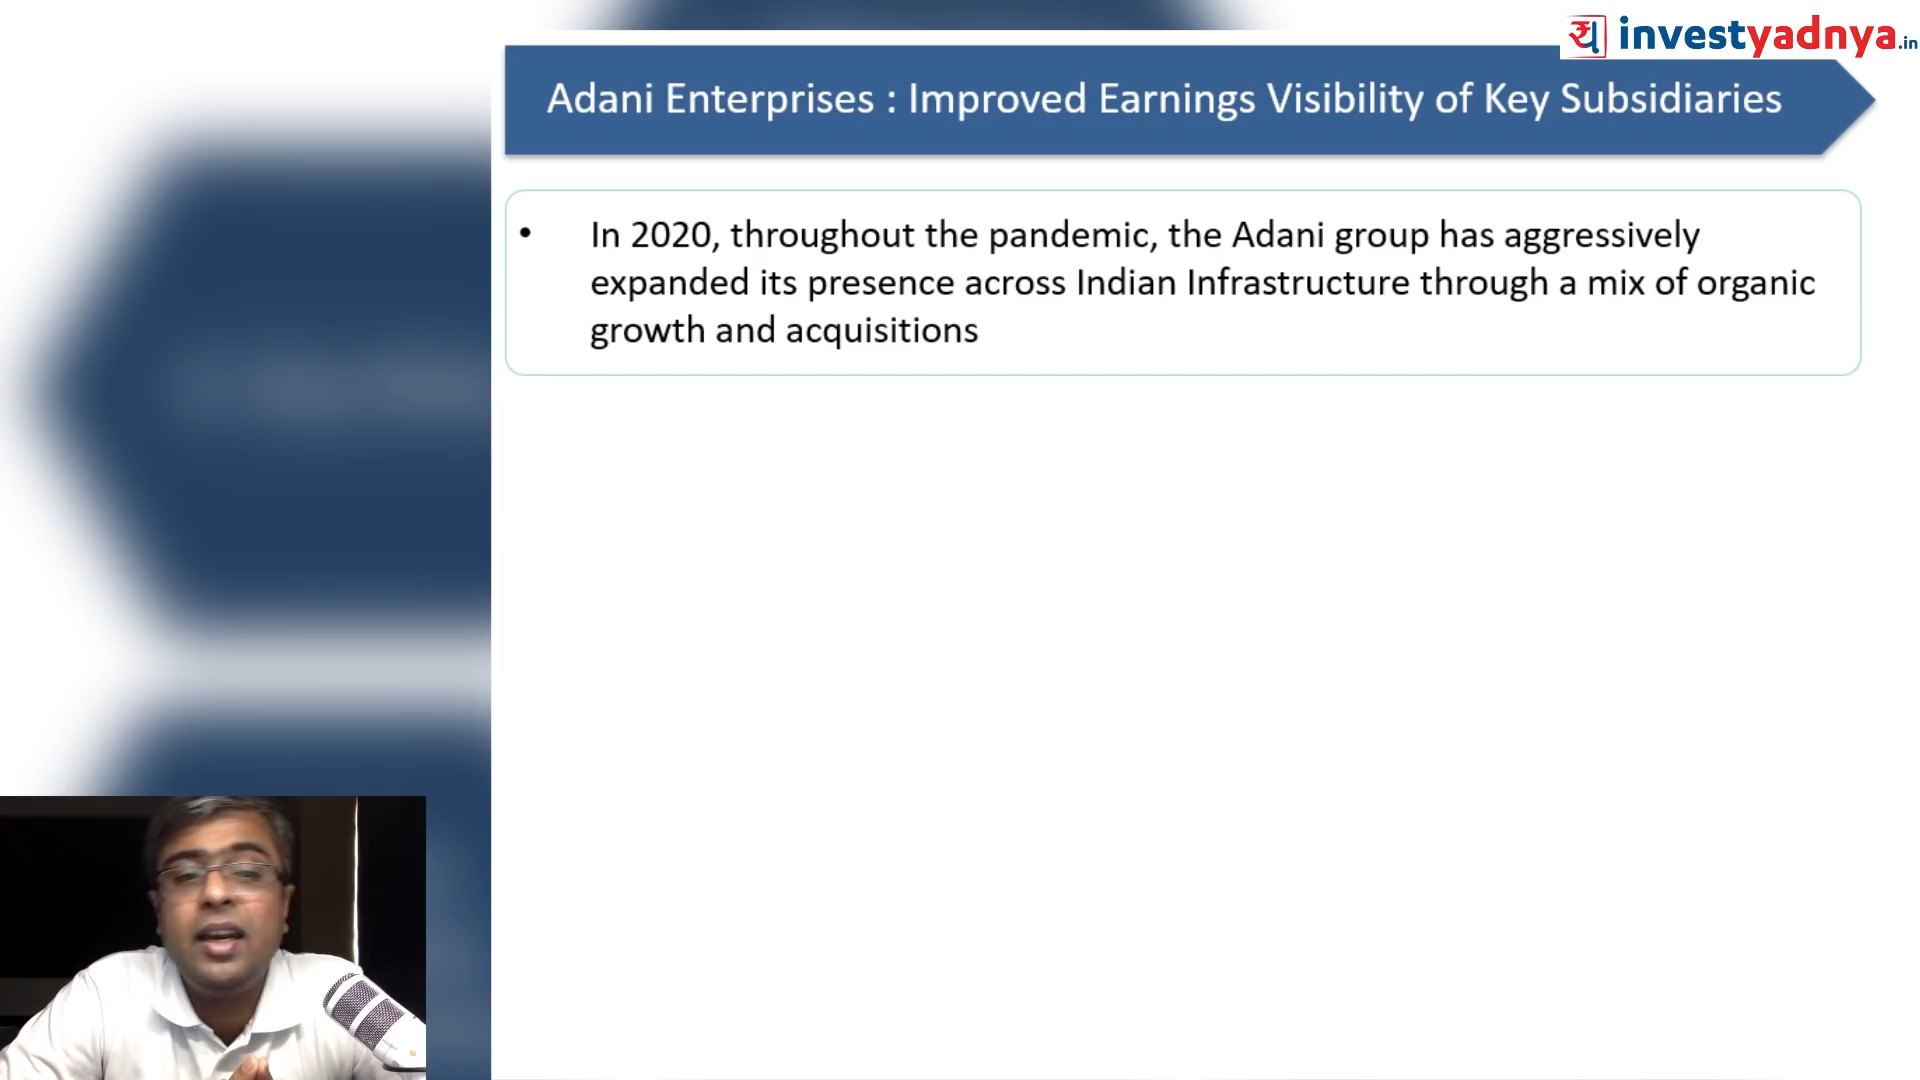 य investyadnya.in
Adani Enterprises : Improved Earnings Visibility of Key Subsidiaries
• In 2020, throughout the pandemic, the Adani group has aggressively
expanded its presence across Indian Infrastructure through a mix of organic
growth and acquisitions